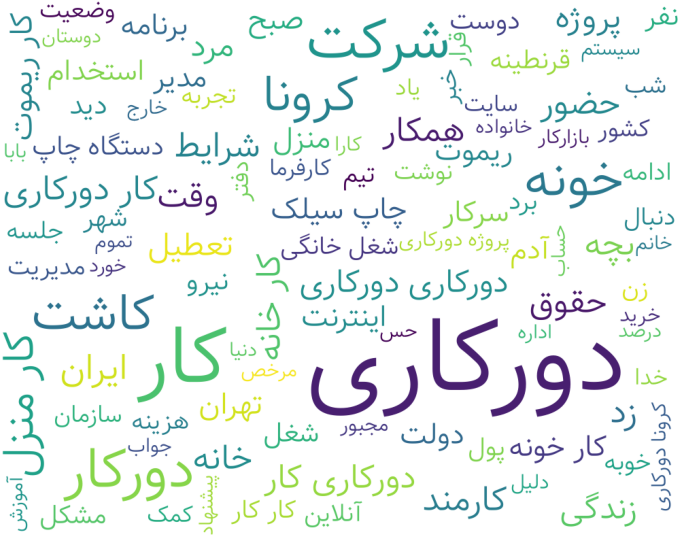 وضعیت
دوستان
کار ریموت
برنامه
صبح
مرد
شرکت
دوست
پروژه
نفر
قرار
خبر
قرنطینه
سیستم
استخدام
مدیر
تجربه
خارج
دید
کرونا
یاد
سایت
حضور
شب
بابا
دستگاه چاپ
شرایط
منزل
کارا
همکار
خانواده
بازارکار
کشور
کار دورکاری
وقت
دفتر
کارفرما
تیم
نوشت
ریموت
خونه
ادامه
شهر
جلسه
تموم
تعطیل
چاپ سیلک
سرکار
برد
دنبال
خانم
مدیریت
خورد
نیرو
کار خانه
شغل خانگی
پروژه دورکاری
آدم
حساب
بچه
کاشت
دورکاری دورکاری
اینترنت
حقوق
زن
خرید
درصد
حس
اداره
کار منزل
ایران
کار
دنیا
مرخص
دورکاری
خدا
سازمان
هزینه
تهران
شغل
مجبور
دولت
پول
کار خونه
زد
خوبه
کرونا دورکاری
جواب
خانه
دورکار
آموزش
مشکل
کمک
پیشنهاد
کار کار
دورکاری کار
آنلاین
کارمند
دلیل
زندگی